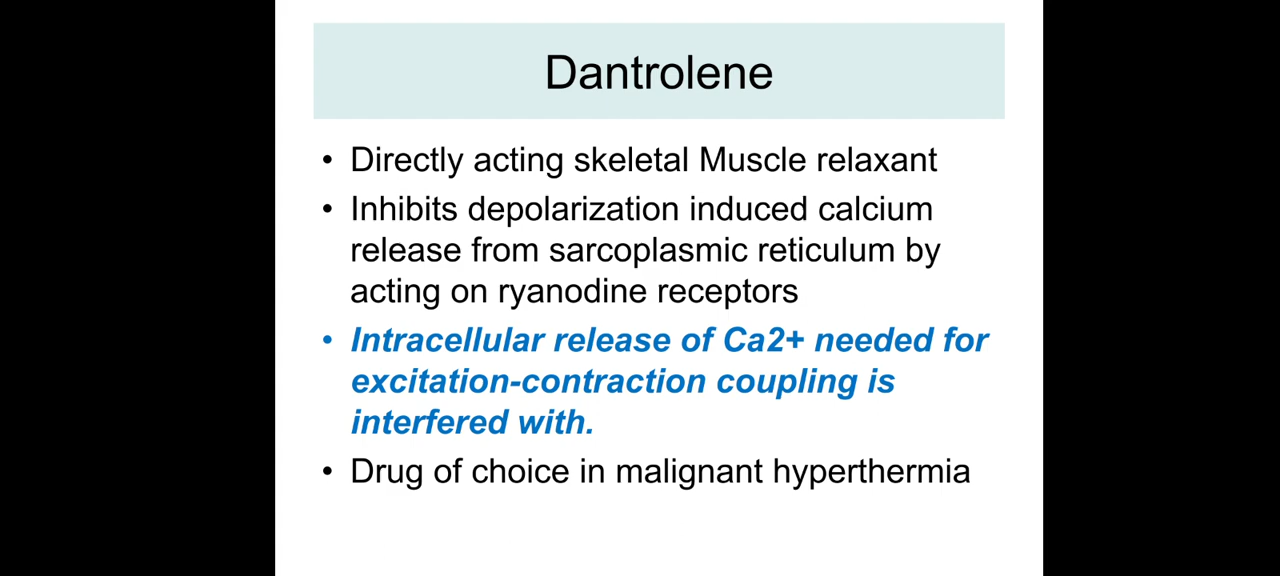 Dantrolene
• Directly acting skeletal Muscle relaxant
• Inhibits depolarization induced calcium
release from sarcoplasmic reticulum by
acting on ryanodine receptors
• Intracellular release of Ca2+ needed for
excitation-contraction coupling is
interfered with.
• Drug of choice in malignant hyperthermia